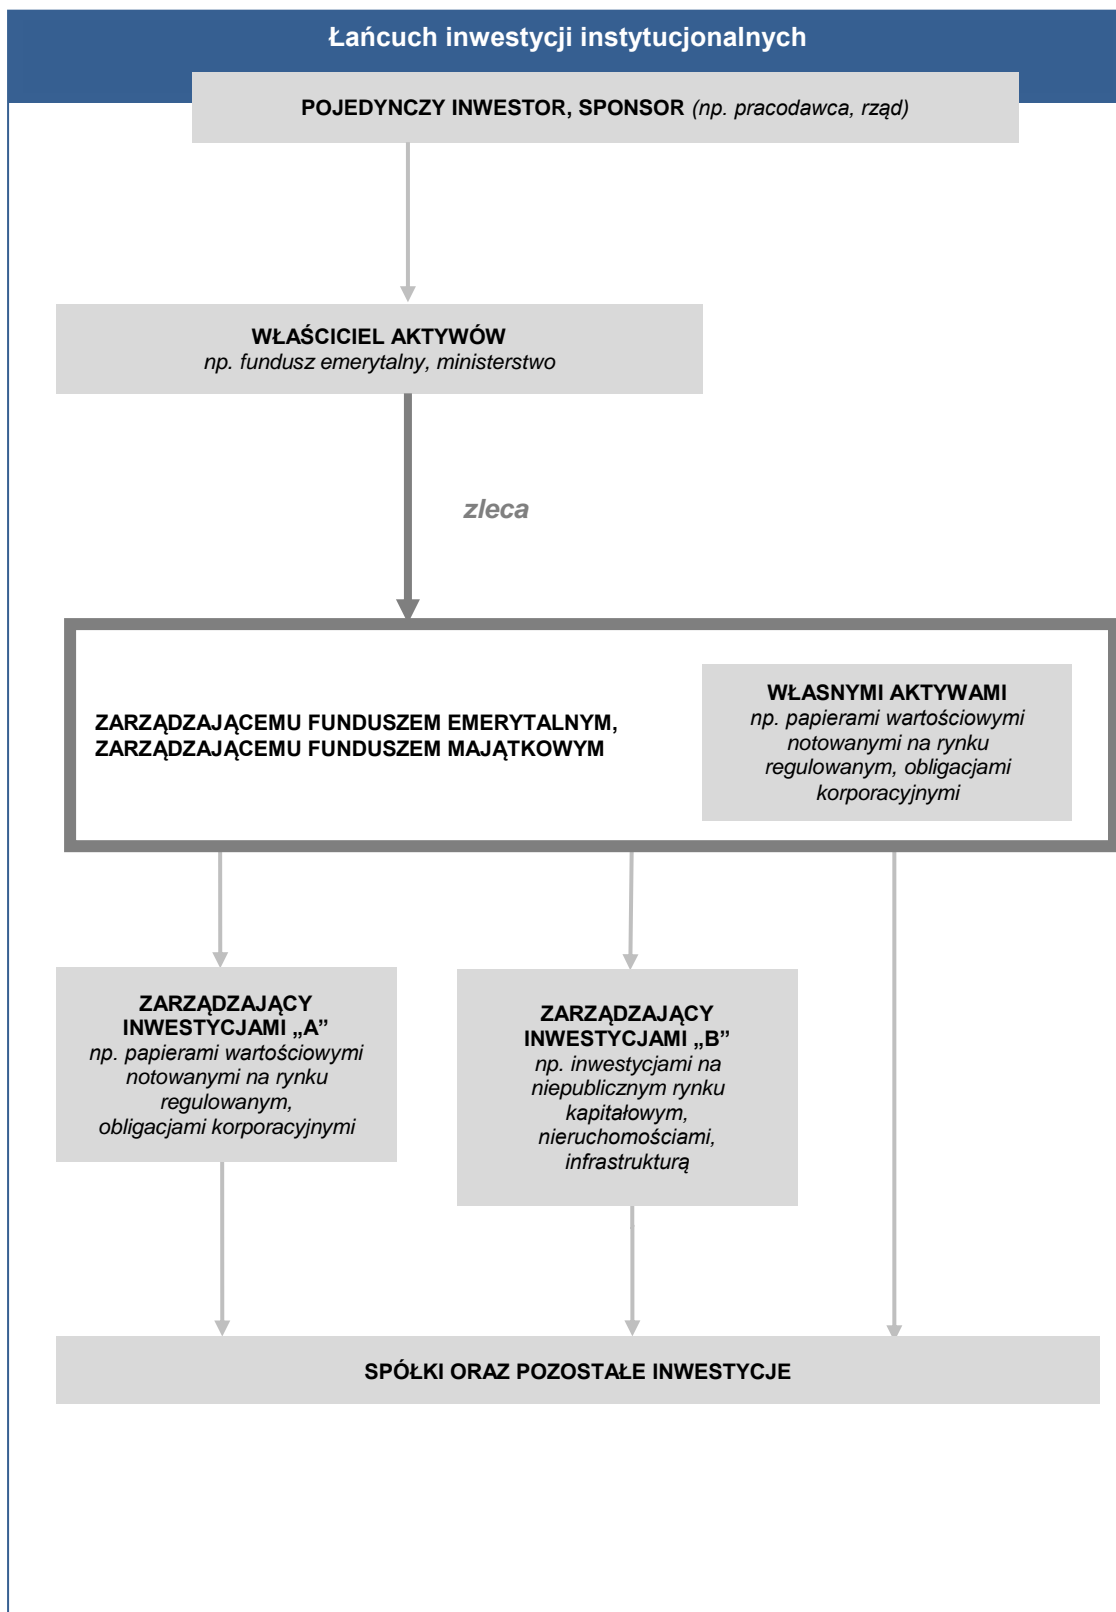 Łańcuch inwestycji instytucjonalnych
POJEDYNCZY INWESTOR, SPONSOR (np. pracodawca, rząd)
WŁAŚCICIEL AKTYWÓW
np. fundusz emerytalny, ministerstwo
zleca
ZARZĄDZAJĄCEMU FUNDUSZEM EMERYTALNYM,
ZARZĄDZAJĄCEMU FUNDUSZEM MAJĄTKOWYM
WŁASNYMI AKTYWAMI
np. papierami wartościowymi
notowanymi na rynku
regulowanym, obligacjami
korporacyjnymi
ZARZĄDZAJĄCY
INWESTYCJAMI „A”
np. papierami wartościowymi
notowanymi na rynku
regulowanym,
obligacjami korporacyjnymi
ZARZĄDZAJĄCY
INWESTYCJAMI „B”
np. inwestycjami na
niepublicznym rynku
kapitałowym,
nieruchomościami,
infrastrukturą
SPÓŁKI ORAZ POZOSTAŁE INWESTYCJE